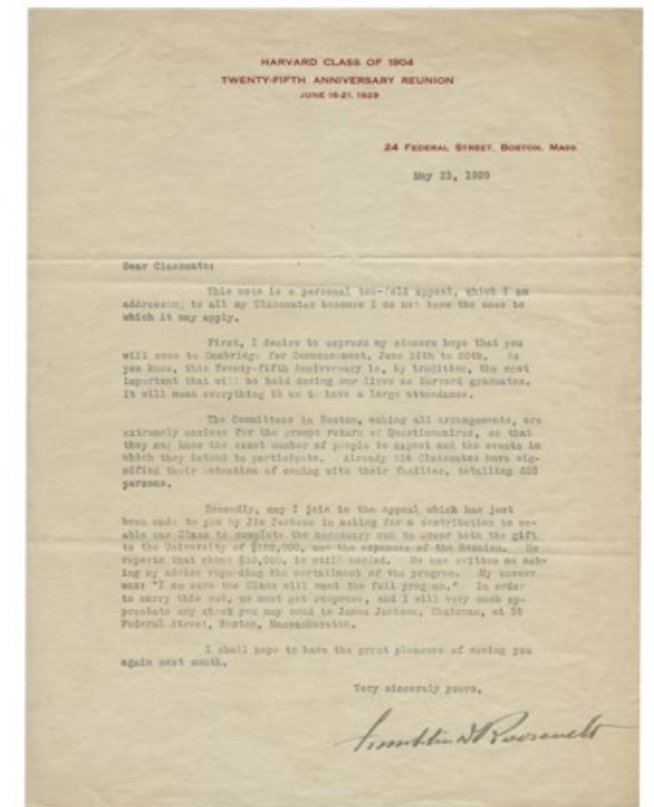 HARVARD CLASS OF 1904
TWENTY-FIFTH ANNIVERSARY REUNION
JUNE 16-21, 1929
24 FEDERAL STREET, BOSTON, MASS
May 23, 1929
Dear Classmate:
This note is a personal two-fold appeal, which I am
addressing to all my Classmates because I do not know the ones to
which it may apply.
First, I desire to express my sincere hope that you
will come to Cambridge for Commencement, June to 20th. As
you know, this Twenty-fifth Anniversary is, by tradition, the most
important that will be held during our lives as Harvard graduates.
It will mean everything to us to have a large attendance.
The Committee in Boston, making all arrangements, are
extremely anxious for the prompt return of Questionnaires, so that
they may know the exact number of people to expect and the events in
which they intend to participate. Already Classmates have sig-
nified their intention of coming with their families, totalling
persons.
Secondly, may I join in the appeal which has just
been made to you by Jim Jackson in asking for a contribution to en-
able our Class to complete the necessary sum to cover both the gift
to the University of and the expenses of the Reunion. He
reports that about is still needed. He has written me ask-
ing my advice regarding the curtailment of the program. My answer
was: "I am sure the Class will want the full program." In order
to carry this out, we must get response, and I will very much ap-
preciate any check you may send to James Jackson, Chairman, at 24
Federal Street, Boston, Massachusetts.
I shall hope to have the great pleasure of seeing you
again next month.
Very sincerely yours,
Franklin D Roosevelt